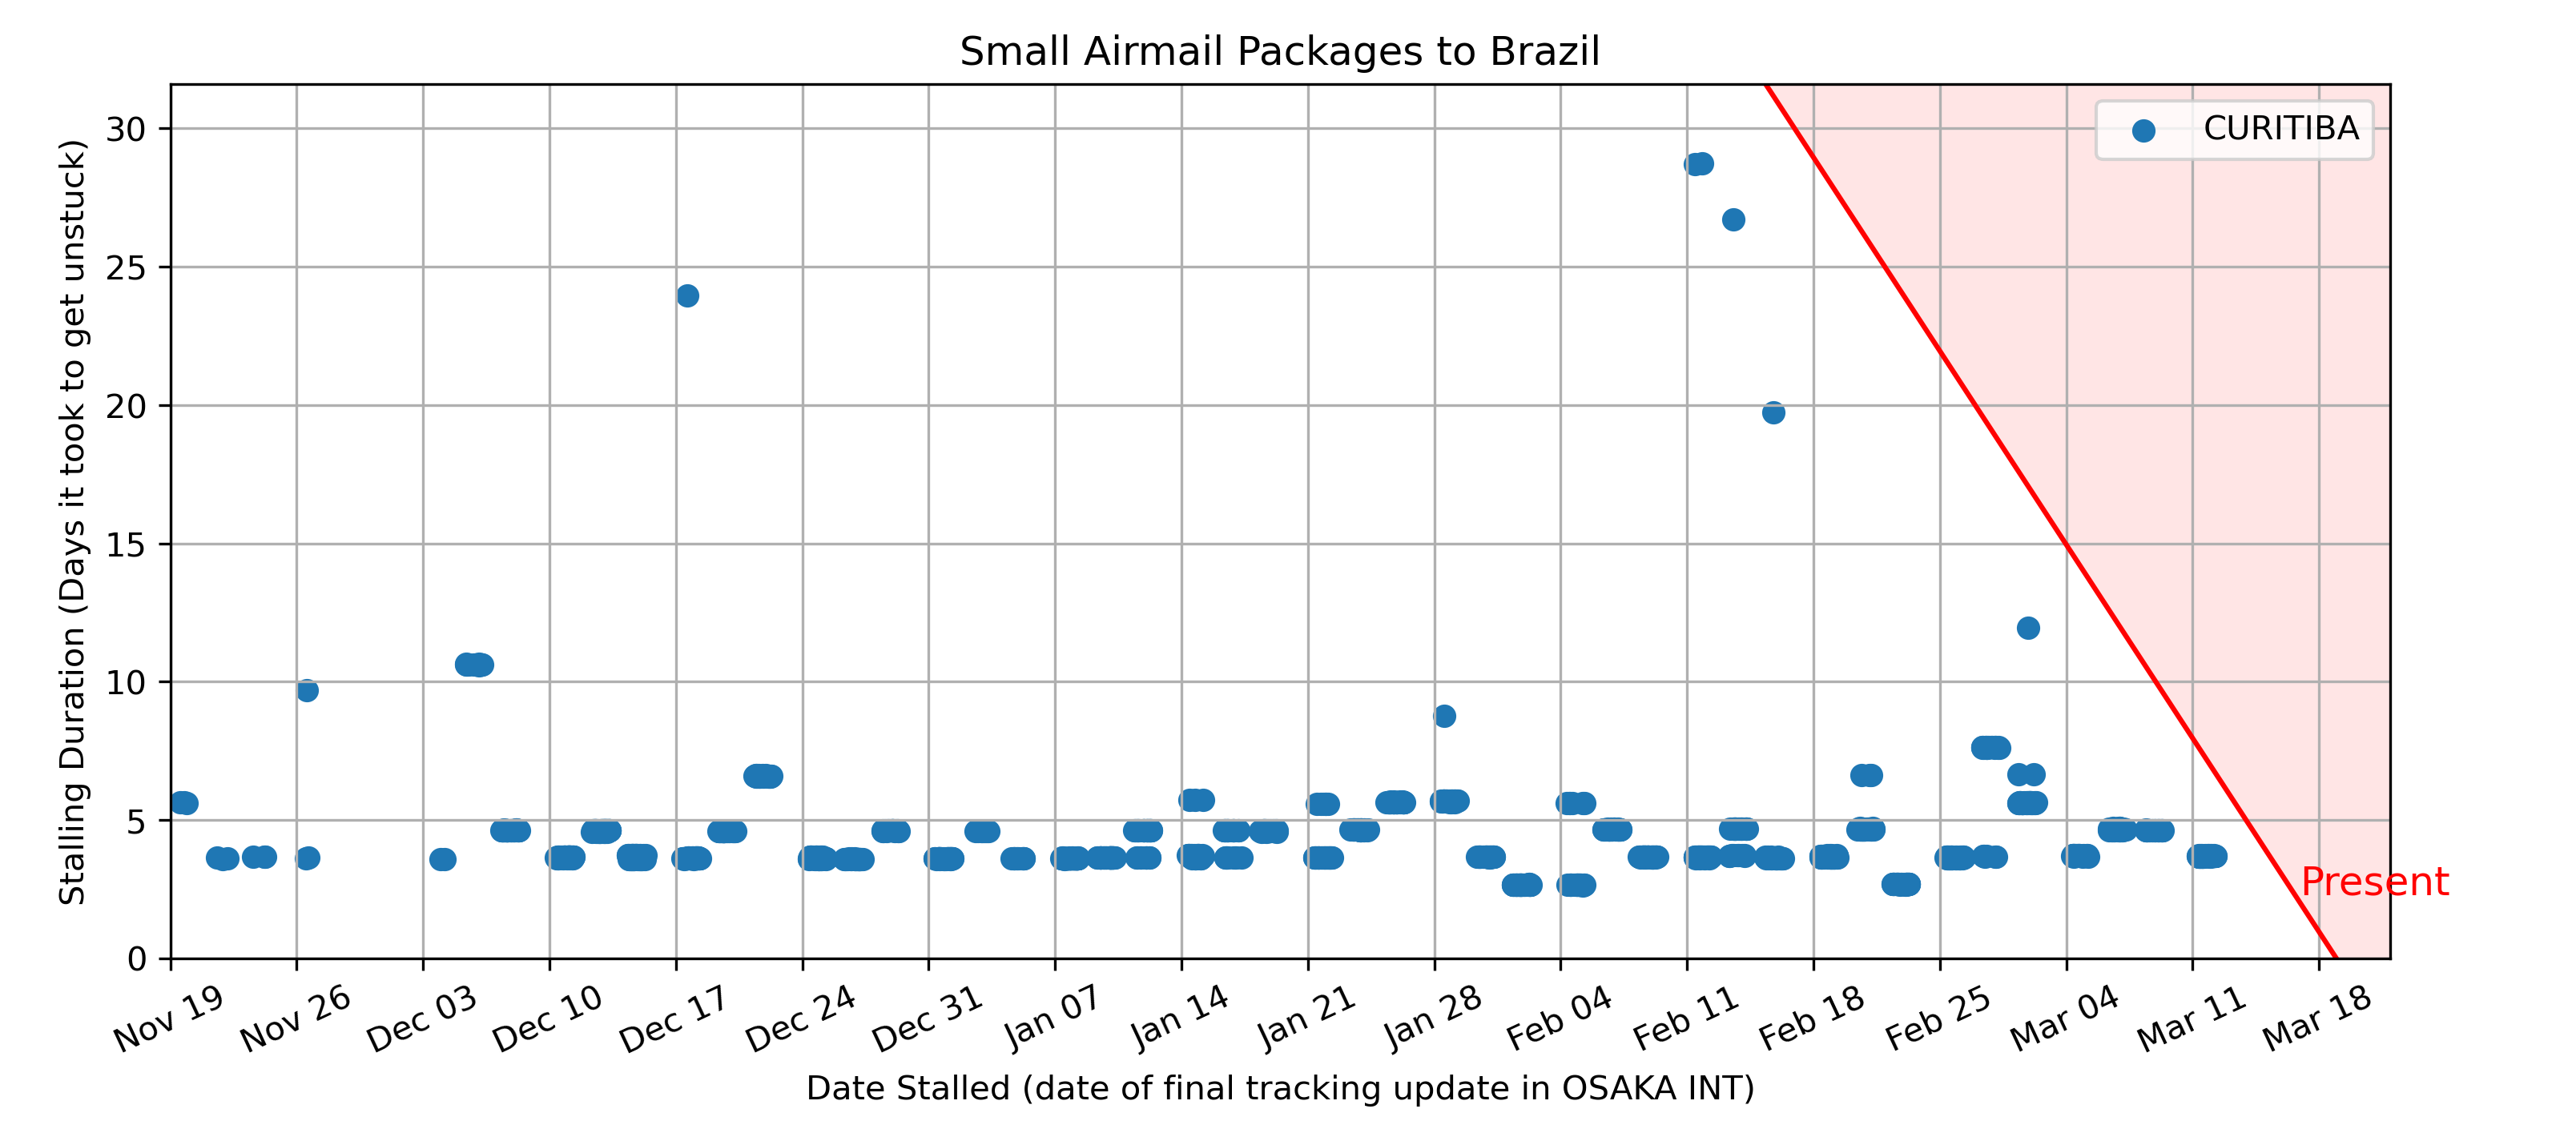 Small Airmail Packages to Brazil
CURITIBA
Stalling Duration (Days it took to get unstuck)
30
25
20
15
10
5
0
Present
Nov 19
Nov 26
Dec 03
Dec 10
Dec 17
Dec 24
Dec 31
Jan 07
Jan 14
Jan 21
Jan 28
Feb 04
Feb 11
Feb 18
Feb 25
Mar 04
Mar 11
Mar 18
Date Stalled (date of final tracking update in OSAKA INT)